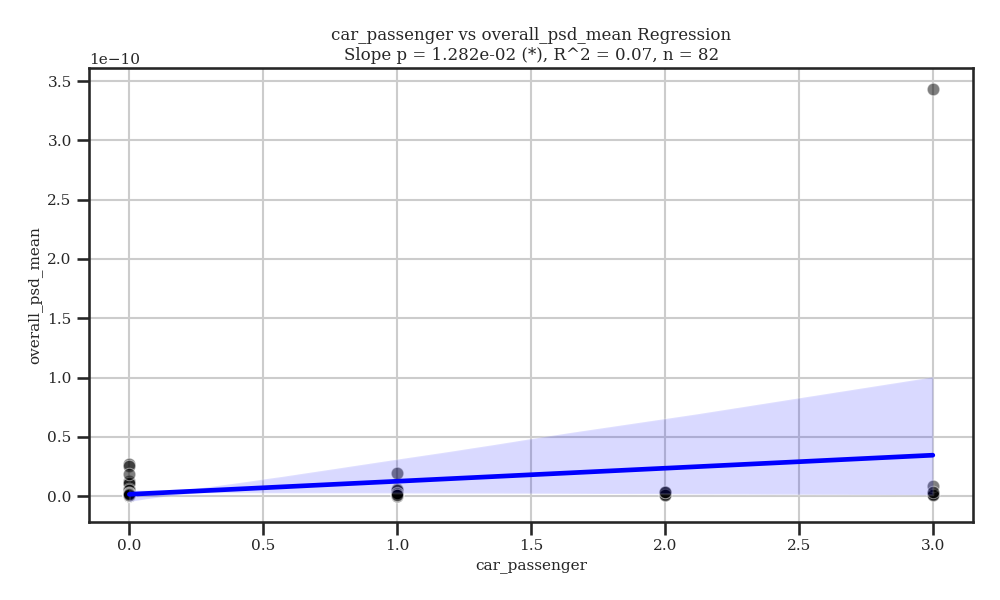 car_passenger vs overall_psd_mean Regression
Slope p = 1.282e-02 (*), R^2 = 0.07, n = 82
1e−10
3.5
3.0
2.5
2.0
1.5
1.0
0.5
0.0
overall_psd_mean
0.0 0.5 1.0 1.5 2.0 2.5 3.0
car_passenger